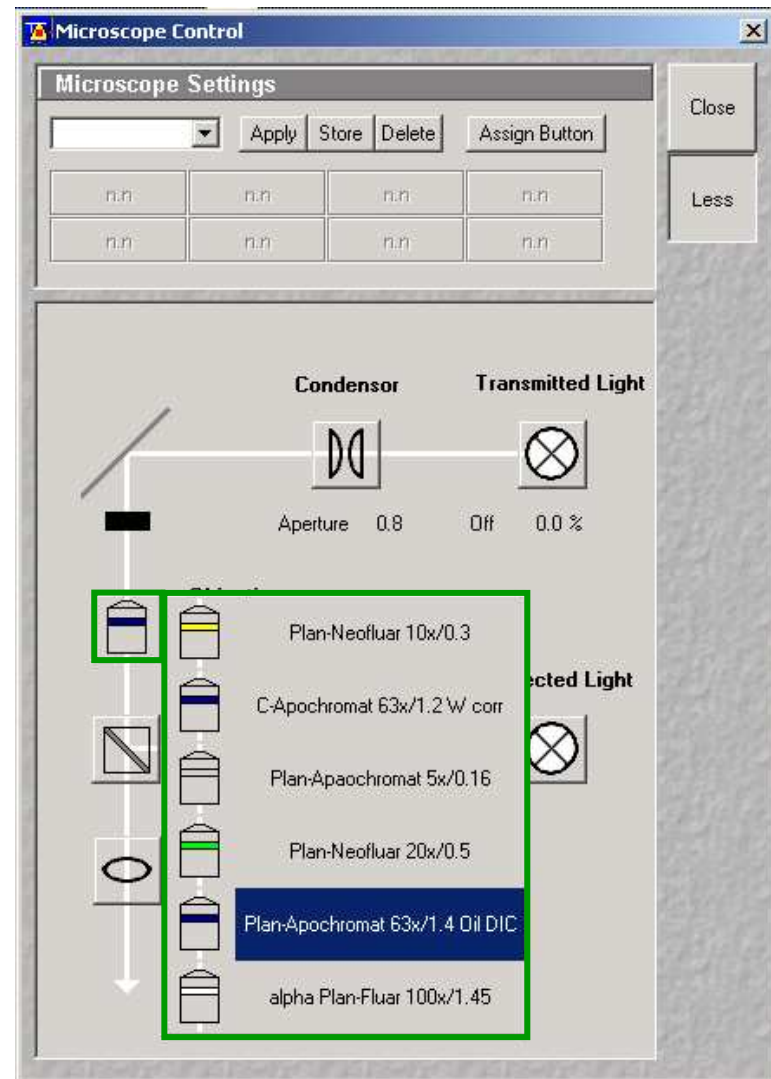 Microscope Control
Microscope Settings
Close
Apply Store Delete Assign Button
n.n n.n n.n n.n
Less
n.n n.n n.n n.n
Condensor Transmitted Light
Aperture 0.8 Off 0.0 %
Plan-Neofluar 10x/0.3
ected Light
C-Apochromat 63x/1.2 W corr
Plan-Apaochromat 5x/0.16
Plan-Neofluar 20x/0.5
Plan-Apochromat 63x/1.4 Oil DIC
alpha Plan-Fluar 100x/1.45